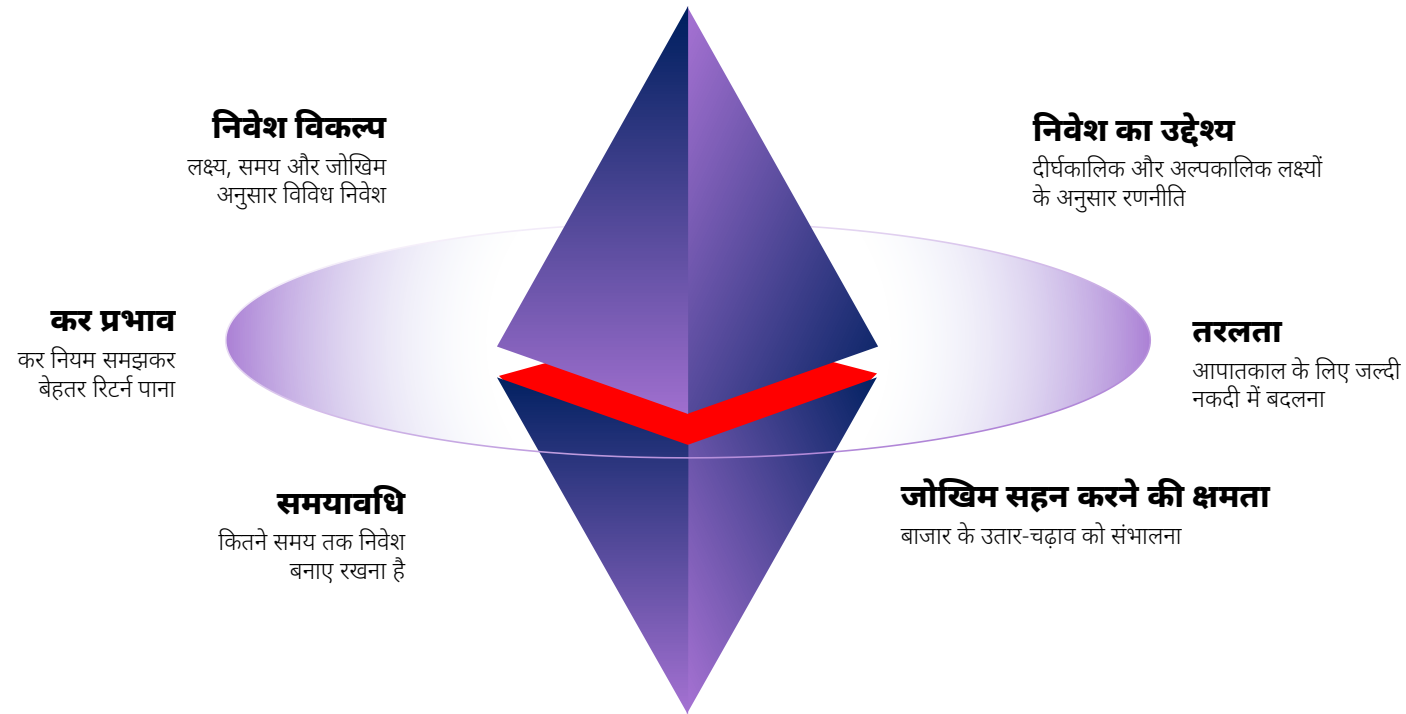 निवेश विकल्प
लक्ष्य, समय और जोखिम
अनुसार विविध निवेश
निवेश का उद्देश्य
दीर्घकालिक और अल्पकालिक लक्ष्यों
के अनुसार रणनीति
कर प्रभाव
कर नियम समझकर
बेहतर रिटर्न पाना
तरलता
आपातकाल के लिए जल्दी
नकदी में बदलना
समयावधि
कितने समय तक निवेश
बनाए रखना है
जोखिम सहन करने की क्षमता
बाजार के उतार-चढ़ाव को संभालना